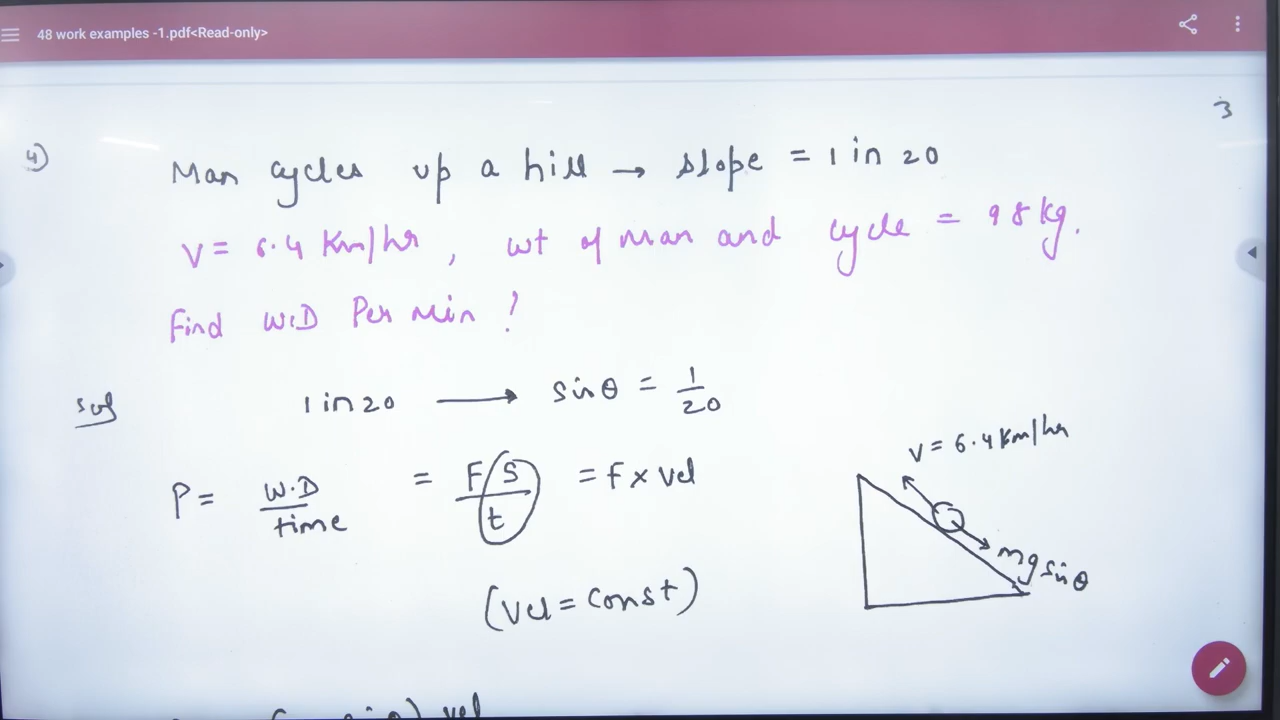 48 work examples -1.pdf<Read-only>
3
4)
Man cycles up a hill → slope = 1 in 20
v = 6.4 Km/hr , wt of man and cycle = 98 kg.
Find W.D Per Min ?
Sol
1 in 20 → sinθ = 1/20
P = W.D/time = F S/t = F x vel
(vel = const)
v = 6.4 Km/hr
mg sinθ
vel